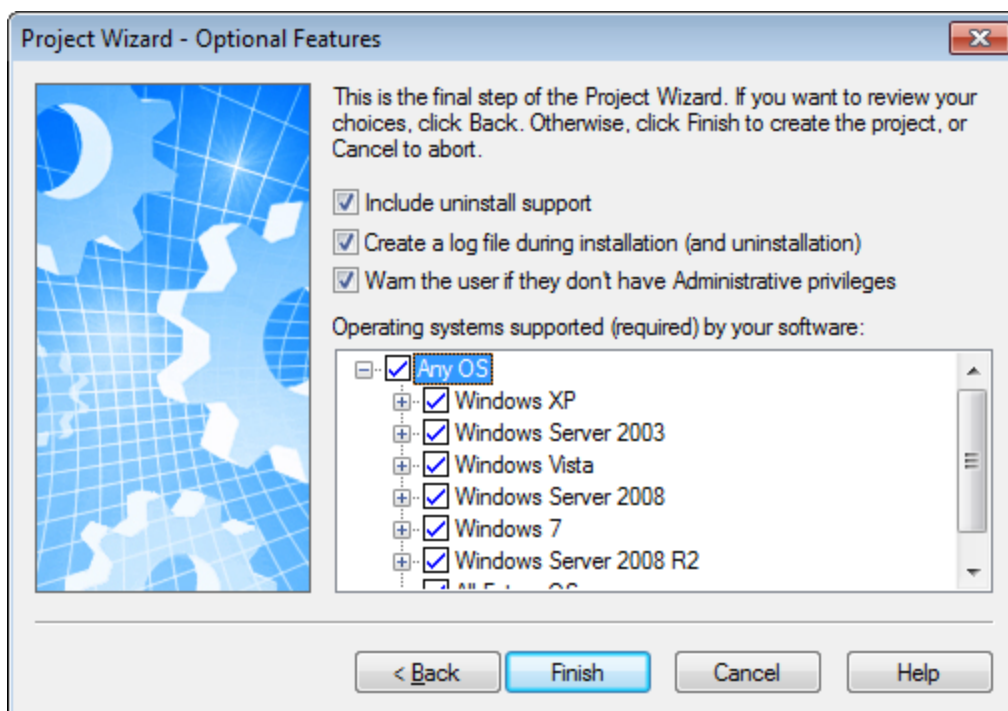 Project Wizard - Optional Features
This is the final step of the Project Wizard. If you want to review your
choices, click Back. Otherwise, click Finish to create the project, or
Cancel to abort.
Include uninstall support
Create a log file during installation (and uninstallation)
Warn the user if they don't have Administrative privileges
Operating systems supported (required) by your software:
Any OS
Windows XP
Windows Server 2003
Windows Vista
Windows Server 2008
Windows 7
Windows Server 2008 R2
< Back
Finish
Cancel
Help